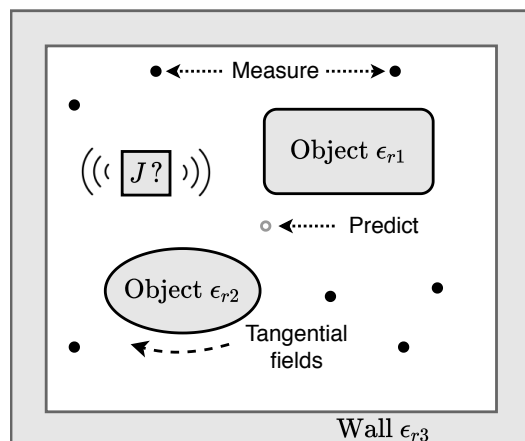 Measure
Object ϵr1
J ?
Predict
Object ϵr2
Tangential
fields
Wall ϵr3